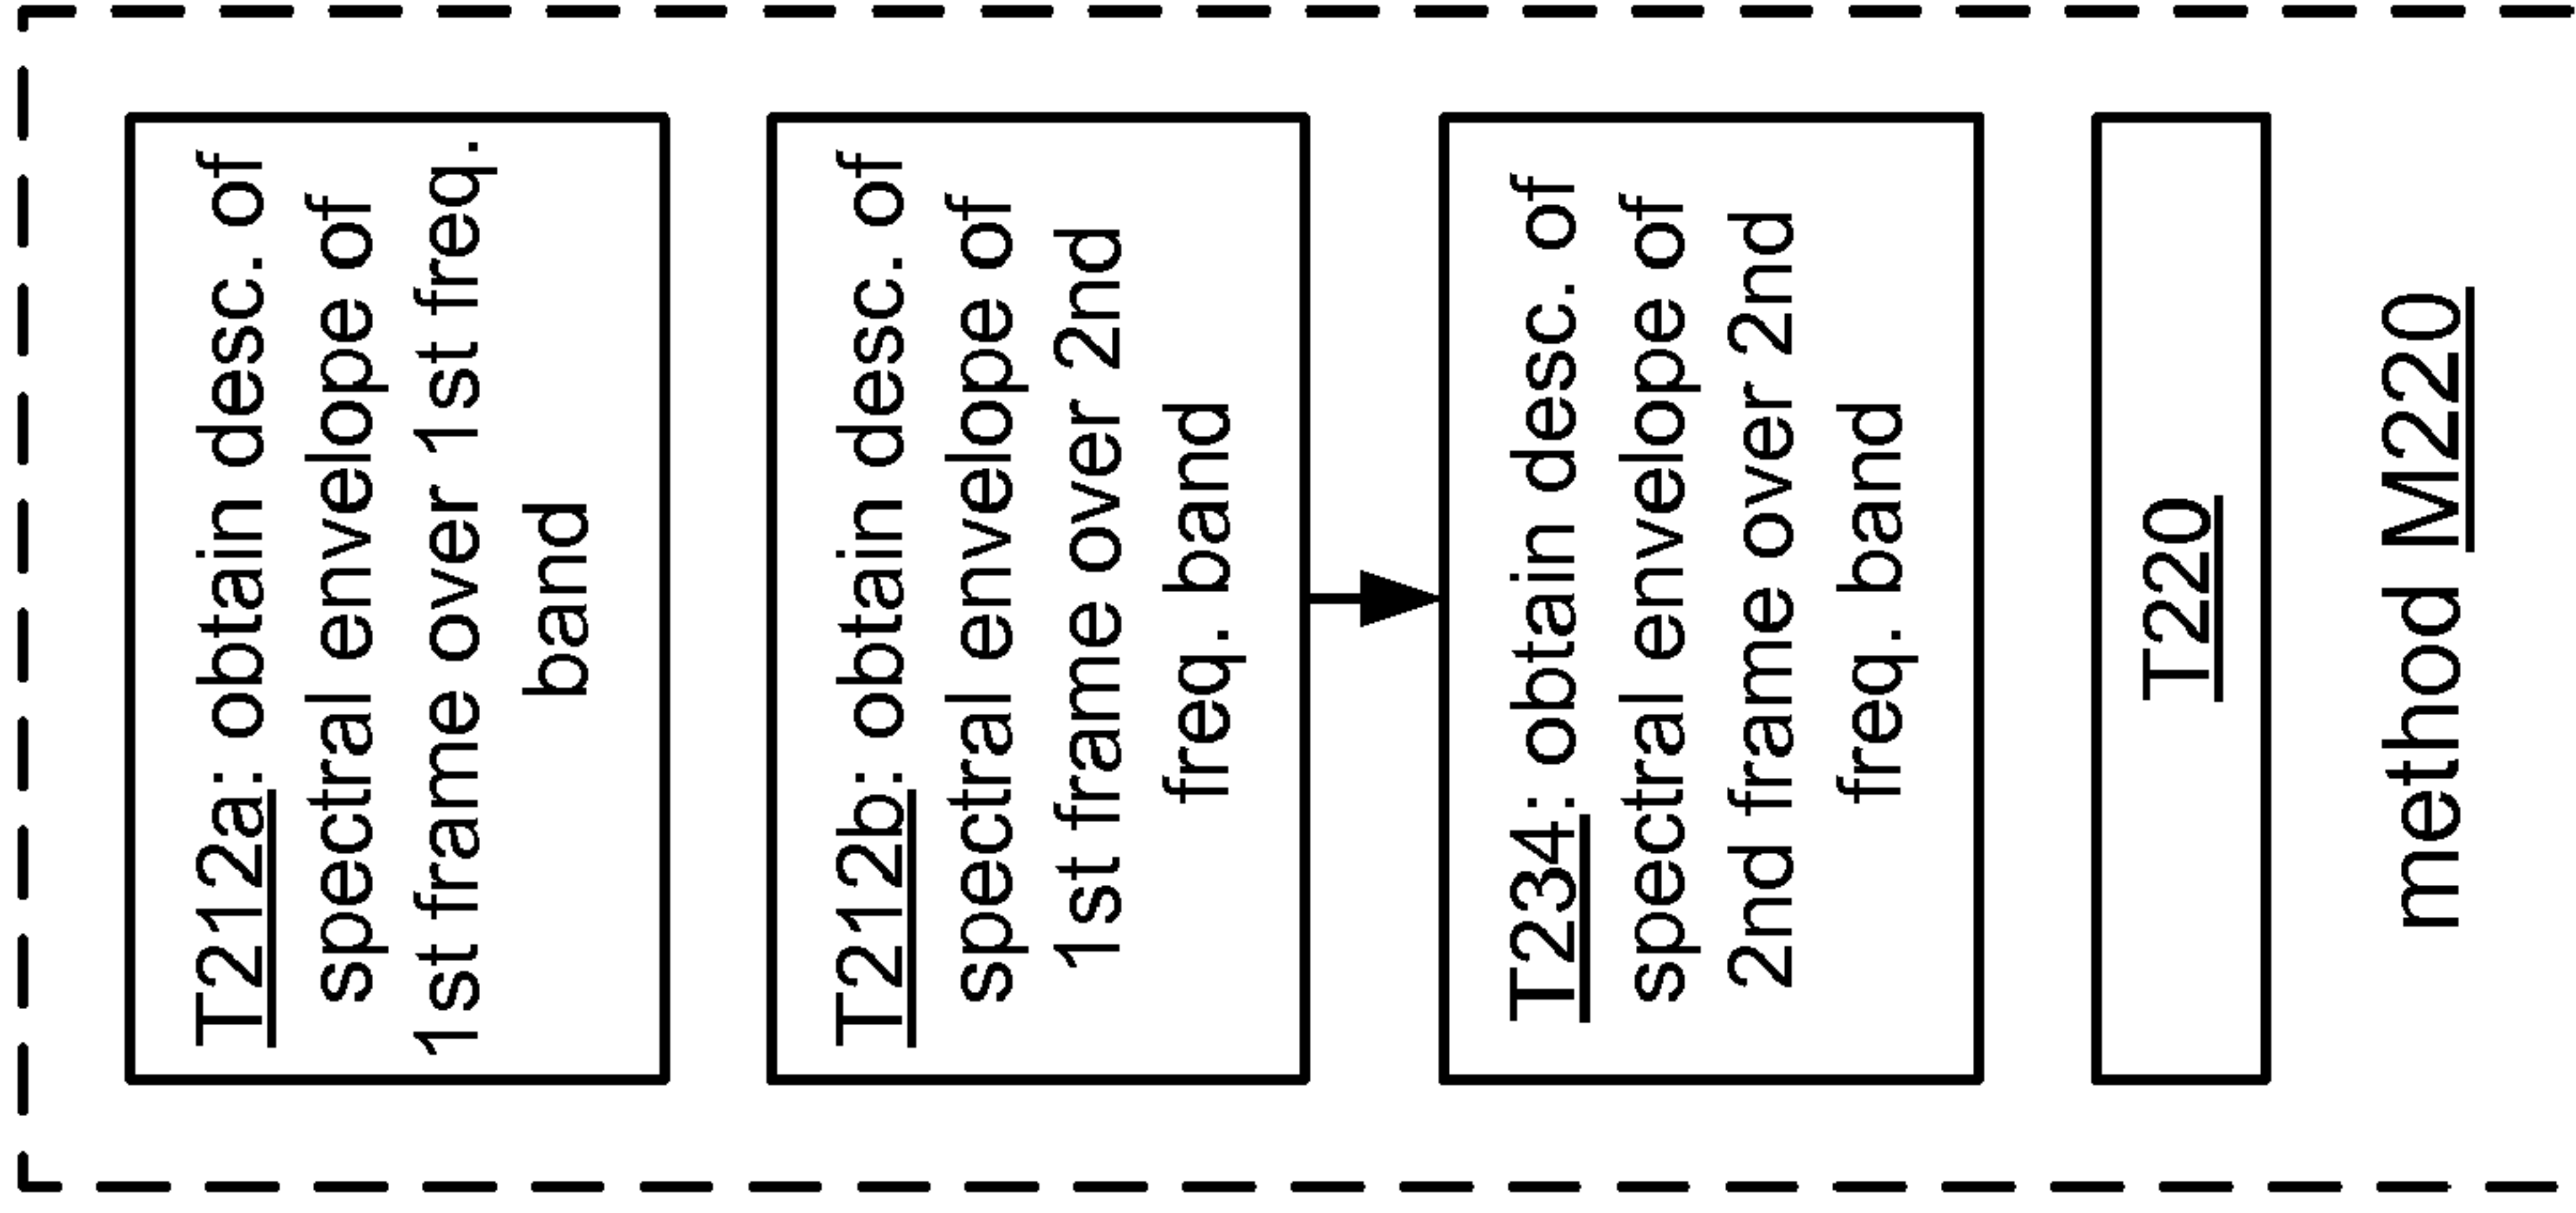 T212a: obtain desc. of
spectral envelope of
1st frame over 1st freq.
band
T212b: obtain desc. of
spectral envelope of
1st frame over 2nd
freq. band
T234: obtain desc. of
spectral envelope of
2nd frame over 2nd
freq. band
T220
method M220